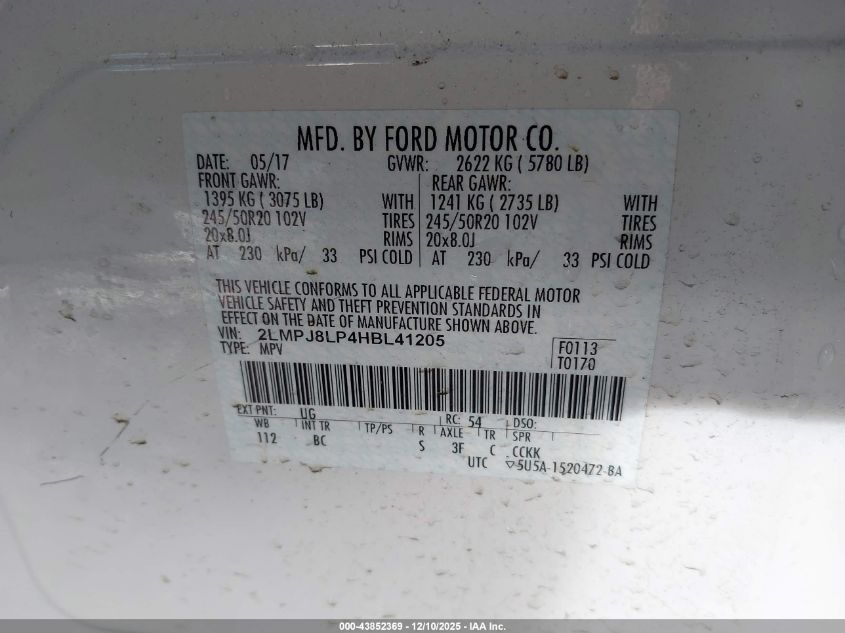 MFD. BY FORD MOTOR CO.
DATE: 05/17 GVWR: 2622 KG ( 5780 LB)
FRONT GAWR: REAR GAWR:
1395 KG ( 3075 LB) WITH 1241 KG ( 2735 LB) WITH
245/50R20 102V TIRES 245/50R20 102V TIRES
20x8.0J RIMS 20x8.0J RIMS
AT 230 kPa/ 33 PSI COLD AT 230 kPa/ 33 PSI COLD
THIS VEHICLE CONFORMS TO ALL APPLICABLE FEDERAL MOTOR
VEHICLE SAFETY AND THEFT PREVENTION STANDARDS IN
EFFECT ON THE DATE OF MANUFACTURE SHOWN ABOVE.
VIN: 2LMPJ8LP4HBL41205
TYPE: MPV
F0113
T0170
EXT PNT: UG RC: 54 DSO:
WB INT TR TP/PS R AXLE TR SPR
112 BC S 3F C CCKK
UTC ▽5U5A-1520472-BA
000-43852369 - 12/10/2025 - IAA Inc.